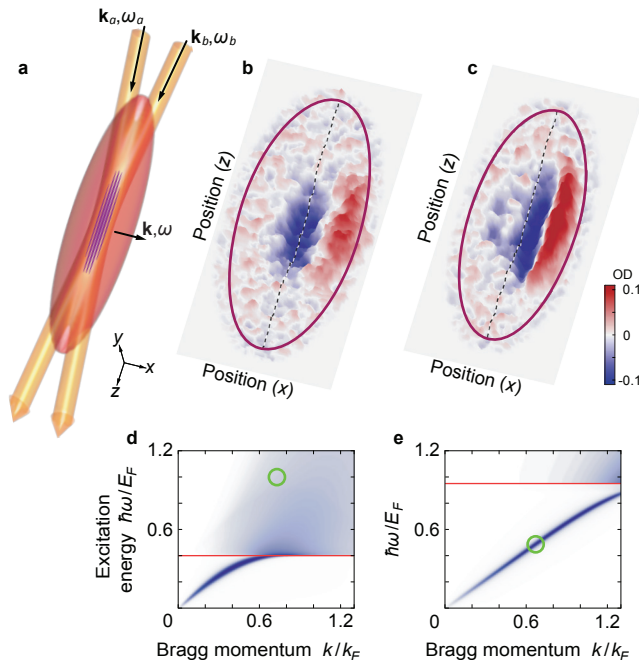 k_a,ω_a
k_b,ω_b
a
b
c
Position (z)
Position (z)
k,ω
OD
0.1
0
-0.1
y
x
z
Position (x)
Position (x)
d
e
Excitation
energy ħω/E_F
1.2
0.6
0
0
0.6
1.2
Bragg momentum k/k_F
ħω/E_F
1.2
0.6
0
0
0.6
1.2
Bragg momentum k/k_F